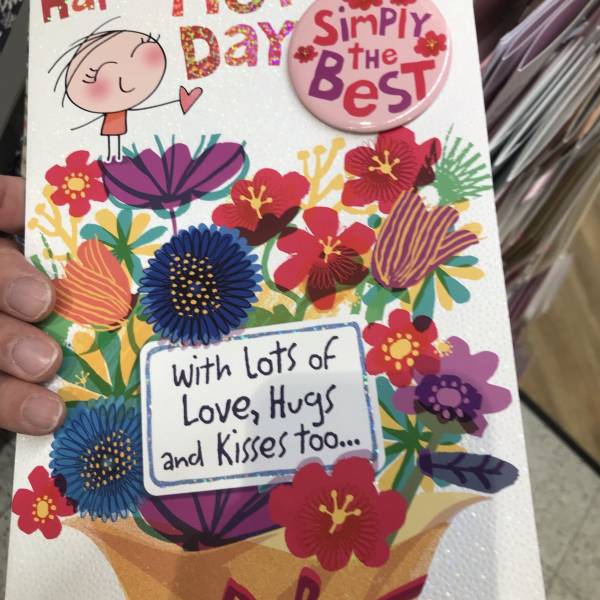 Day
Simply
the
Best
With Lots of
Love, Hugs
and Kisses too...